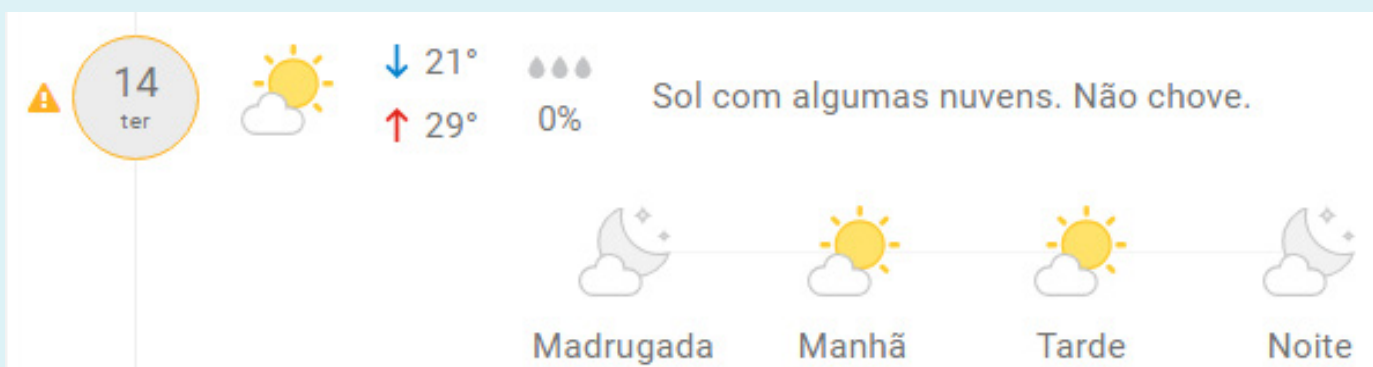 14
ter
21°
29°
0%
Sol com algumas nuvens. Não chove.
Madrugada Manhã Tarde Noite